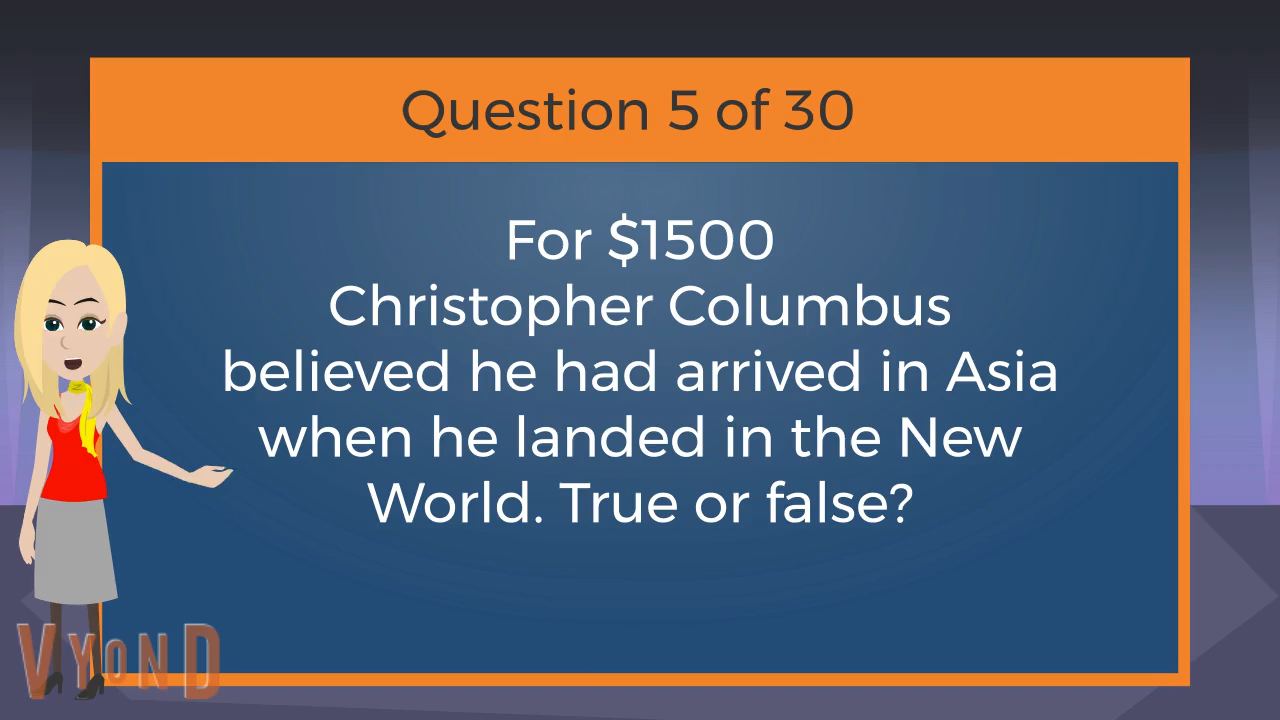 Question 5 of 30
For $1500
Christopher Columbus
believed he had arrived in Asia
when he landed in the New
World. True or false?
VYOND